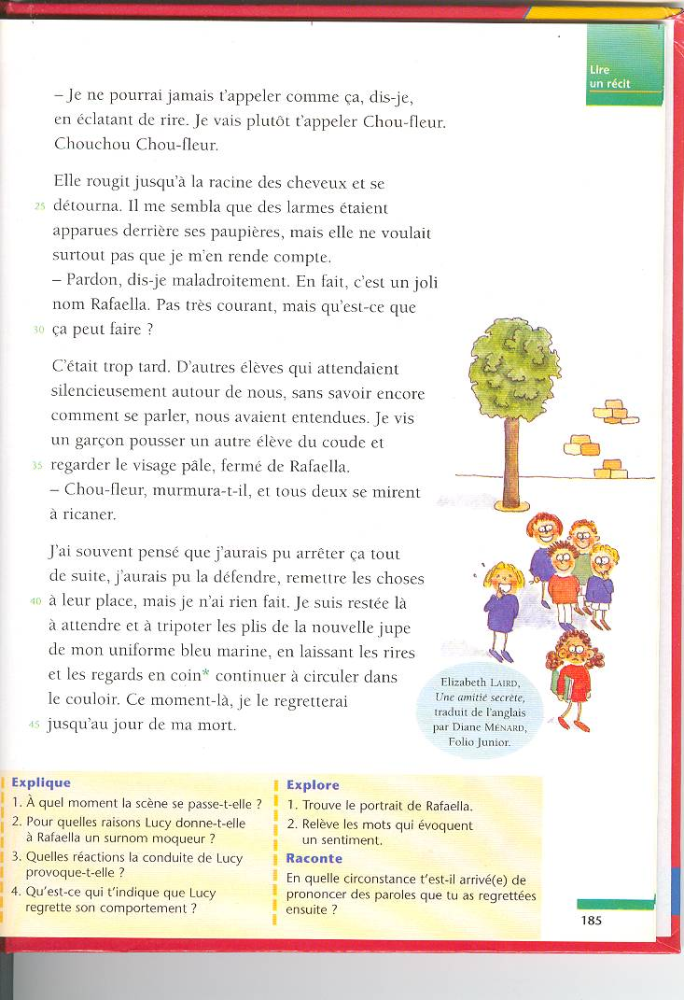 Lire
un récit
– Je ne pourrai jamais t'appeler comme ça, dis-je,
en éclatant de rire. Je vais plutôt t'appeler Chou-fleur.
Chouchou Chou-fleur.
Elle rougit jusqu'à la racine des cheveux et se
25 détourna. Il me sembla que des larmes étaient
apparues derrière ses paupières, mais elle ne voulait
surtout pas que je m'en rende compte.
– Pardon, dis-je maladroitement. En fait, c'est un joli
nom Rafaella. Pas très courant, mais qu'est-ce que
30 ça peut faire ?
C'était trop tard. D'autres élèves qui attendaient
silencieusement autour de nous, sans savoir encore
comment se parler, nous avaient entendues. Je vis
un garçon pousser un autre élève du coude et
35 regarder le visage pâle, fermé de Rafaella.
– Chou-fleur, murmura-t-il, et tous deux se mirent
à ricaner.
J'ai souvent pensé que j'aurais pu arrêter ça tout
de suite, j'aurais pu la défendre, remettre les choses
40 à leur place, mais je n'ai rien fait. Je suis restée là
à attendre et à tripoter les plis de la nouvelle jupe
de mon uniforme bleu marine, en laissant les rires
et les regards en coin* continuer à circuler dans
le couloir. Ce moment-là, je le regretterai
45 jusqu'au jour de ma mort.
Elizabeth LAIRD,
Une amitié secrète,
traduit de l'anglais
par Diane MÉNARD,
Folio Junior.
Explique
1. À quel moment la scène se passe-t-elle ?
2. Pour quelles raisons Lucy donne-t-elle
à Rafaella un surnom moqueur ?
3. Quelles réactions la conduite de Lucy
provoque-t-elle ?
4. Qu'est-ce qui t'indique que Lucy
regrette son comportement ?
Explore
1. Trouve le portrait de Rafaella.
2. Relève les mots qui évoquent
un sentiment.
Raconte
En quelle circonstance t'est-il arrivé(e) de
prononcer des paroles que tu as regrettées
ensuite ?
185